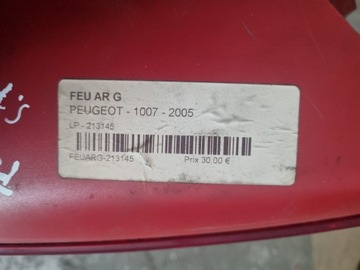 FEU AR G
PEUGEOT - 1007 - 2005
LP - 213145
FEUARG-213145 Prix 30.00 €